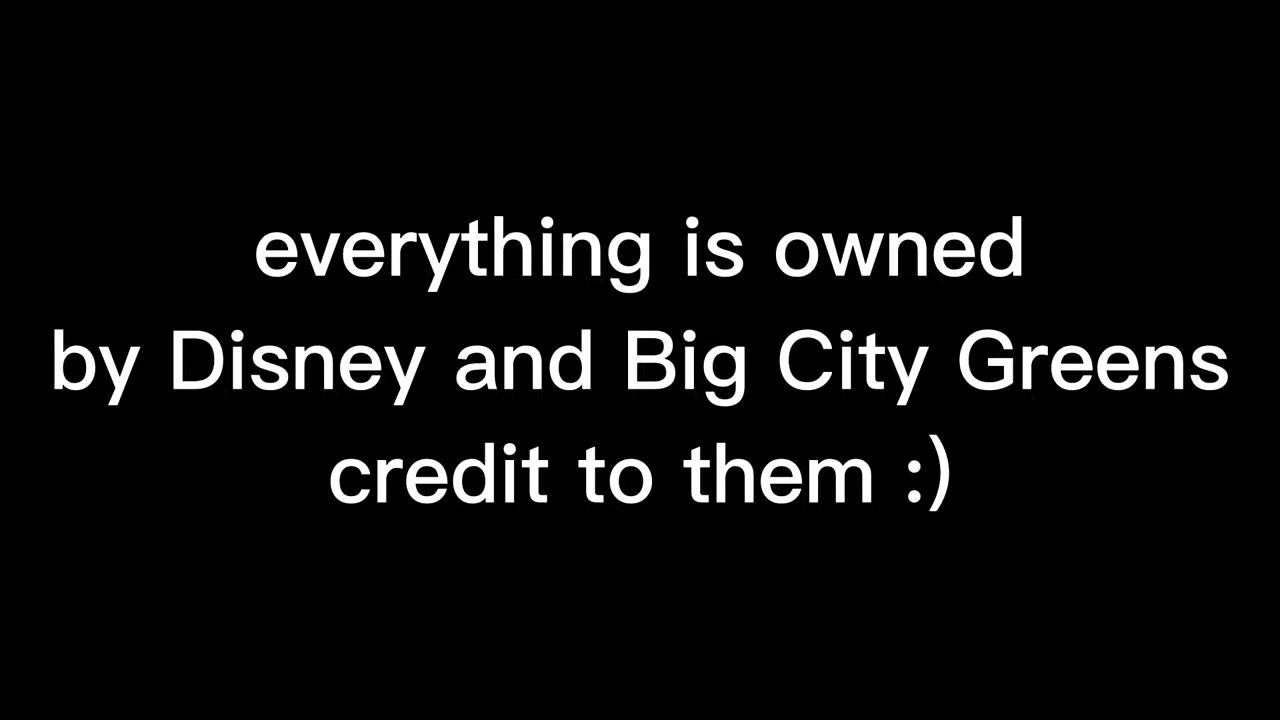 everything is owned
by Disney and Big City Greens
credit to them :)